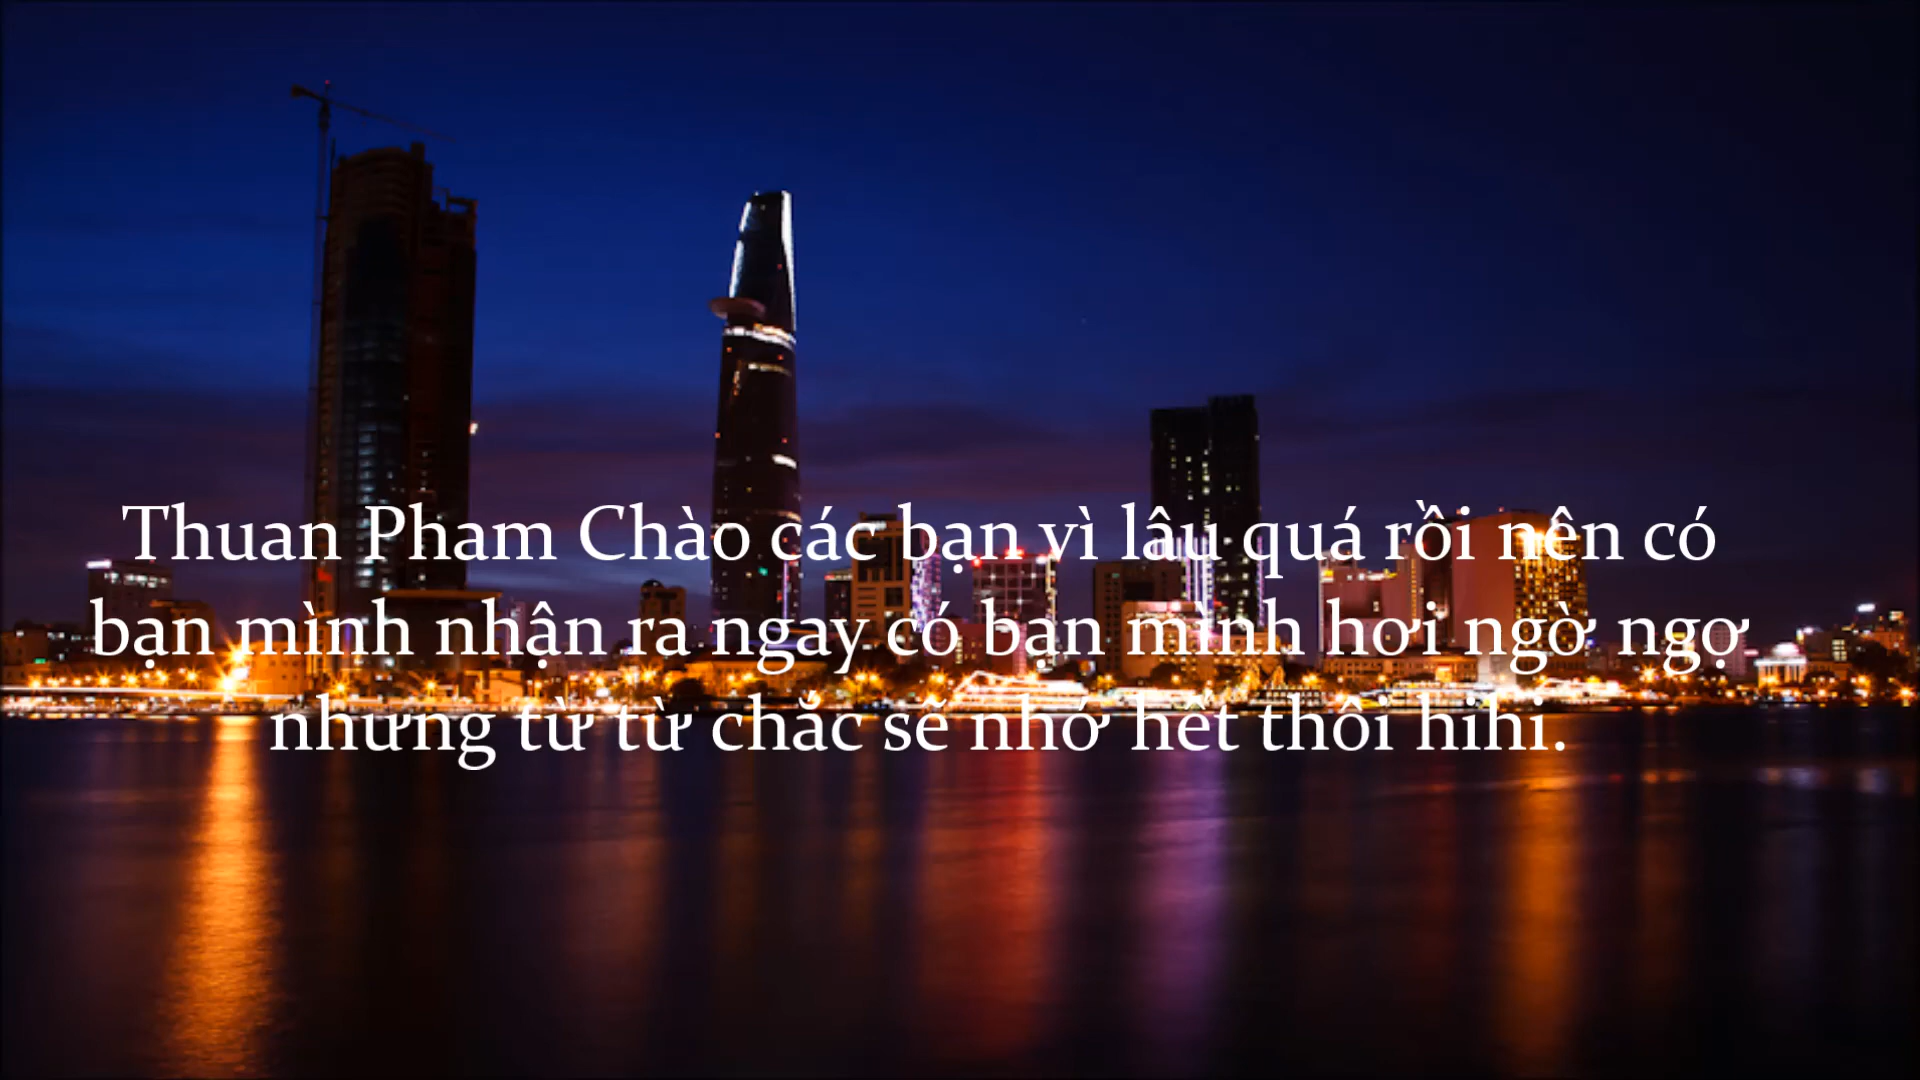 Thuan Pham Chào các bạn vì lâu quá rồi nên có
bạn mình nhận ra ngay có bạn mình hơi ngờ ngợ
nhưng từ từ chắc sẽ nhớ hết thôi hihi.